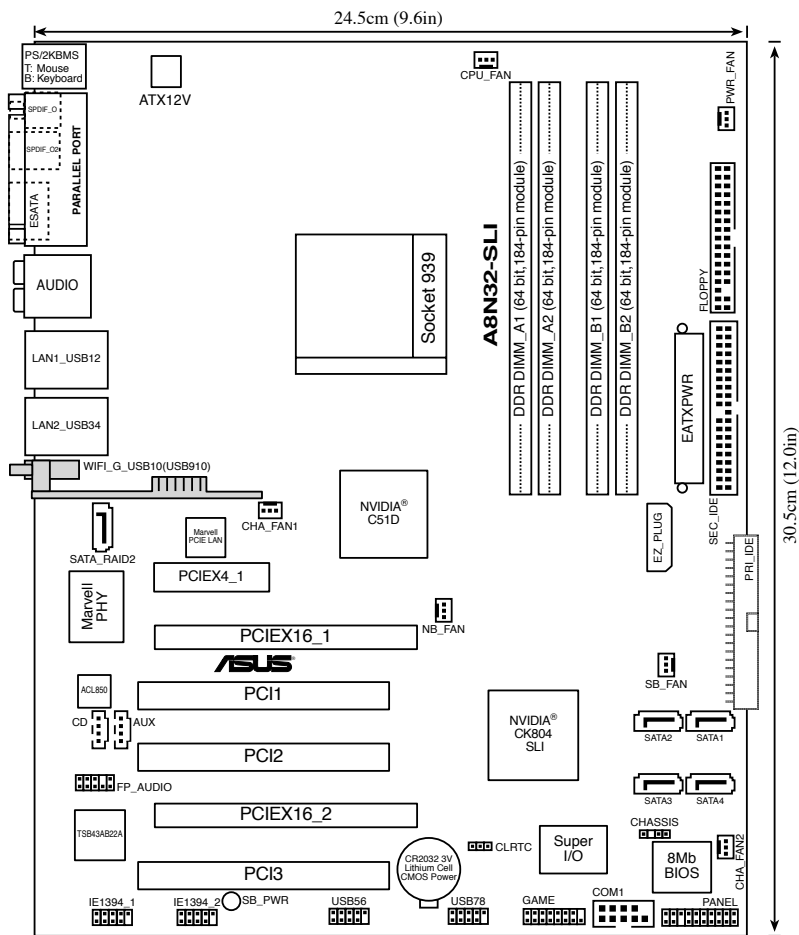 24.5cm (9.6in)
PS/2KBMS
T: Mouse
B: Keyboard
ATX12V
CPU_FAN
PWR_FAN
SPDIF_O
SPDIF_O2
PARALLEL PORT
ESATA
AUDIO
Socket 939
A8N32-SLI
DDR DIMM_A1 (64 bit,184-pin module)
DDR DIMM_A2 (64 bit,184-pin module)
DDR DIMM_B1 (64 bit,184-pin module)
DDR DIMM_B2 (64 bit,184-pin module)
FLOPPY
LAN1_USB12
LAN2_USB34
EATXPWR
SEC_IDE
30.5cm (12.0in)
WIFI_G_USB10(USB910)
CHA_FAN1
NVIDIA®
C51D
EZ_PLUG
PRI_IDE
SATA_RAID2
Marvell
PCIE LAN
PCIEX4_1
Marvell
PHY
NB_FAN
PCIEX16_1
ASUS®
SB_FAN
ACL850
PCI1
CD
AUX
NVIDIA®
CK804
SLI
SATA2
SATA1
PCI2
FP_AUDIO
SATA3
SATA4
PCIEX16_2
TSB43AB22A
CLRTC
Super
I/O
CHASSIS
CHA_FAN2
8Mb
BIOS
CR2032 3V
Lithium Cell
CMOS Power
PCI3
IE1394_1
IE1394_2
SB_PWR
USB56
USB78
GAME
COM1
PANEL